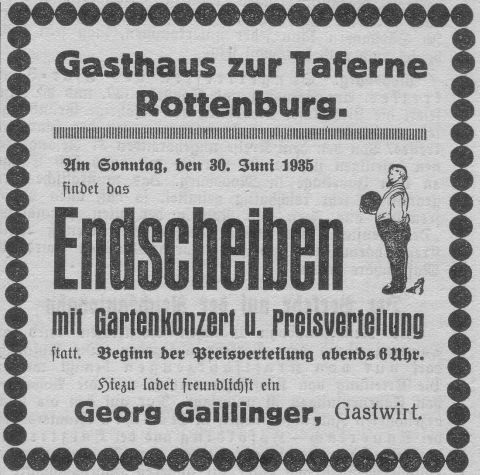 Gasthaus zur Taferne
Rottenburg.
Am Sonntag, den 30. Juni 1935
findet das
Endscheiben
mit Gartenkonzert u. Preisverteilung
statt. Beginn der Preisverteilung abends 6 Uhr.
Hiezu ladet freundlichst ein
Georg Gaillinger, Gastwirt.